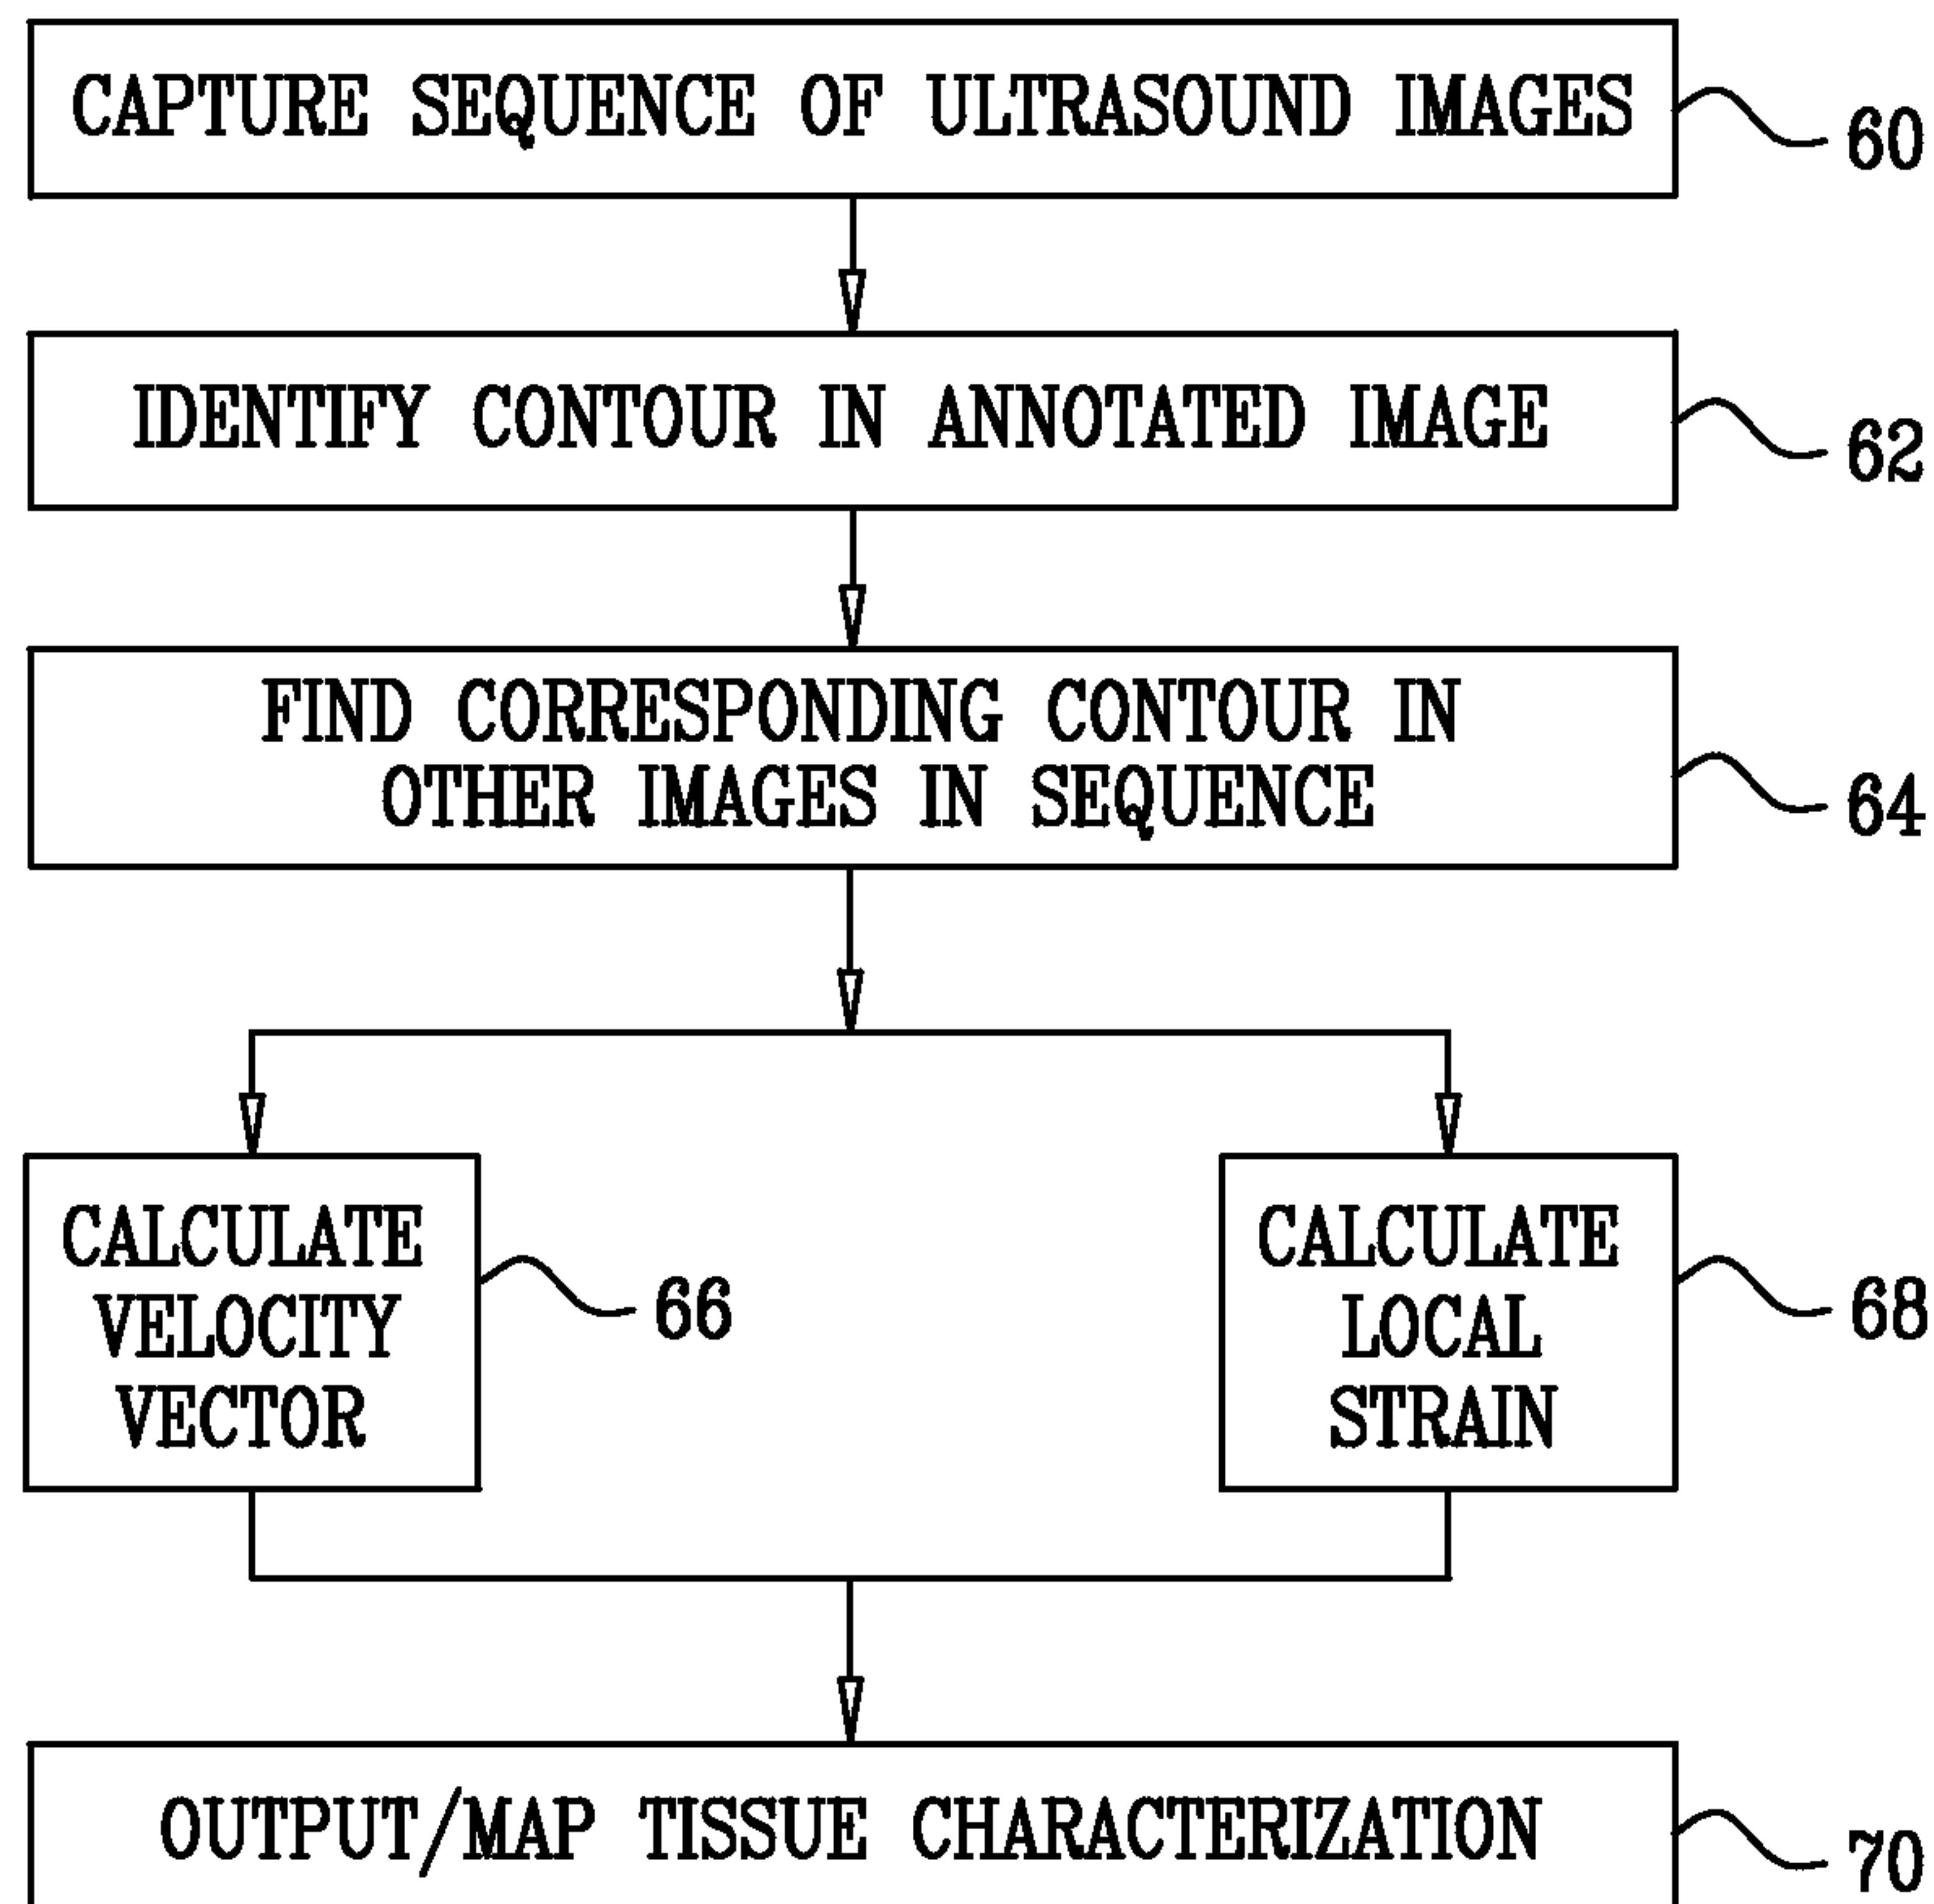 CAPTURE SEQUENCE OF ULTRASOUND IMAGES
60
IDENTIFY CONTOUR IN ANNOTATED IMAGE
62
FIND CORRESPONDING CONTOUR IN
OTHER IMAGES IN SEQUENCE
64
CALCULATE
VELOCITY
VECTOR
66
CALCULATE
LOCAL
STRAIN
68
OUTPUT/MAP TISSUE CHARACTERIZATION
70